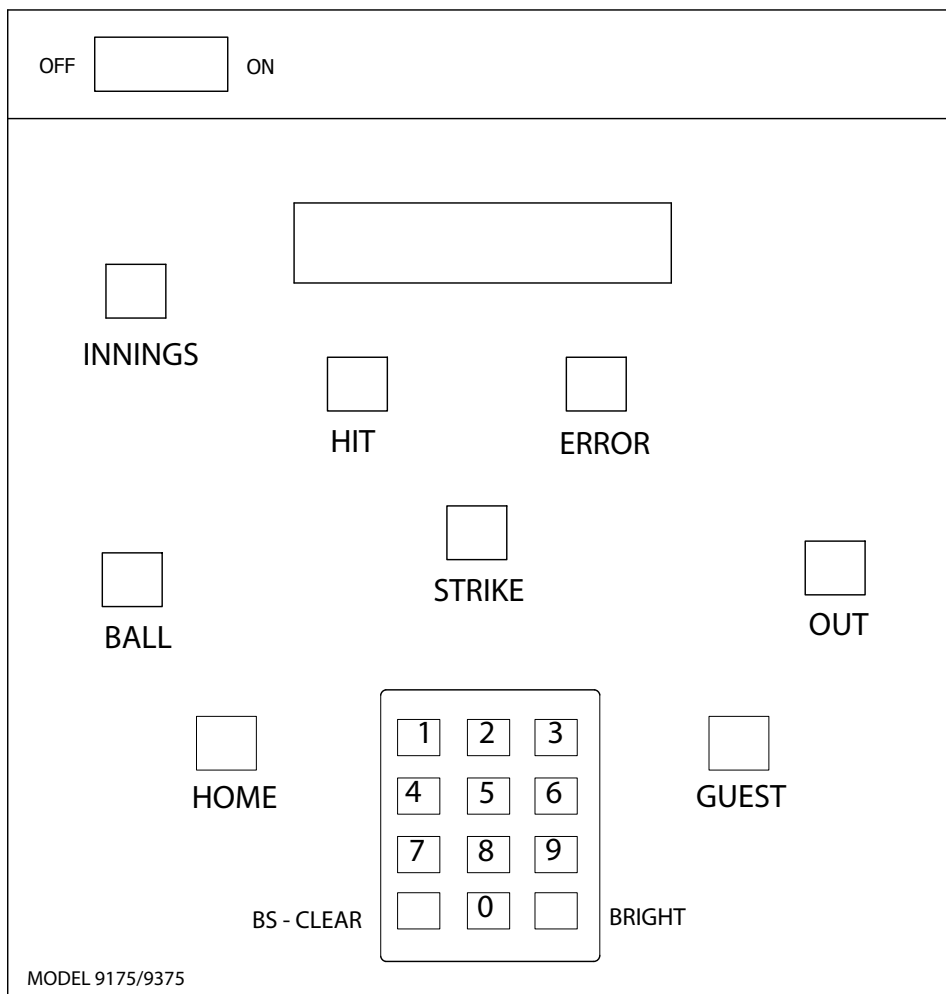 OFF ON
INNINGS
HIT ERROR
STRIKE
BALL OUT
1 2 3
HOME 4 5 6 GUEST
7 8 9
BS - CLEAR 0 BRIGHT
MODEL 9175/9375